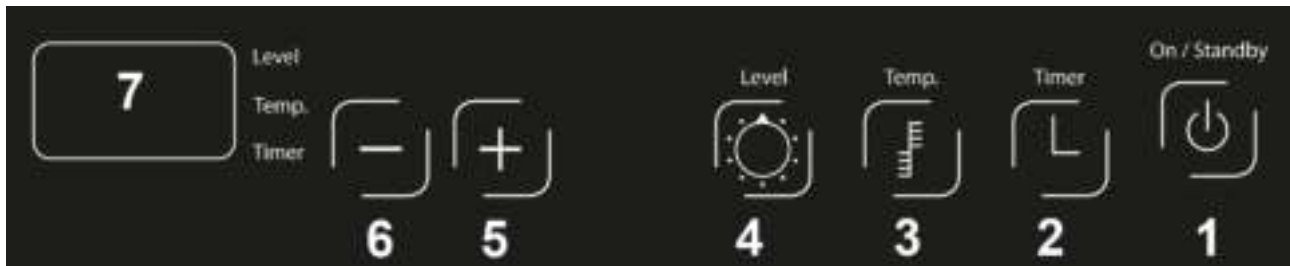 On / Standby
Level
Level Temp. Timer
7
Temp.
Timer
6 5 4 3 2 1